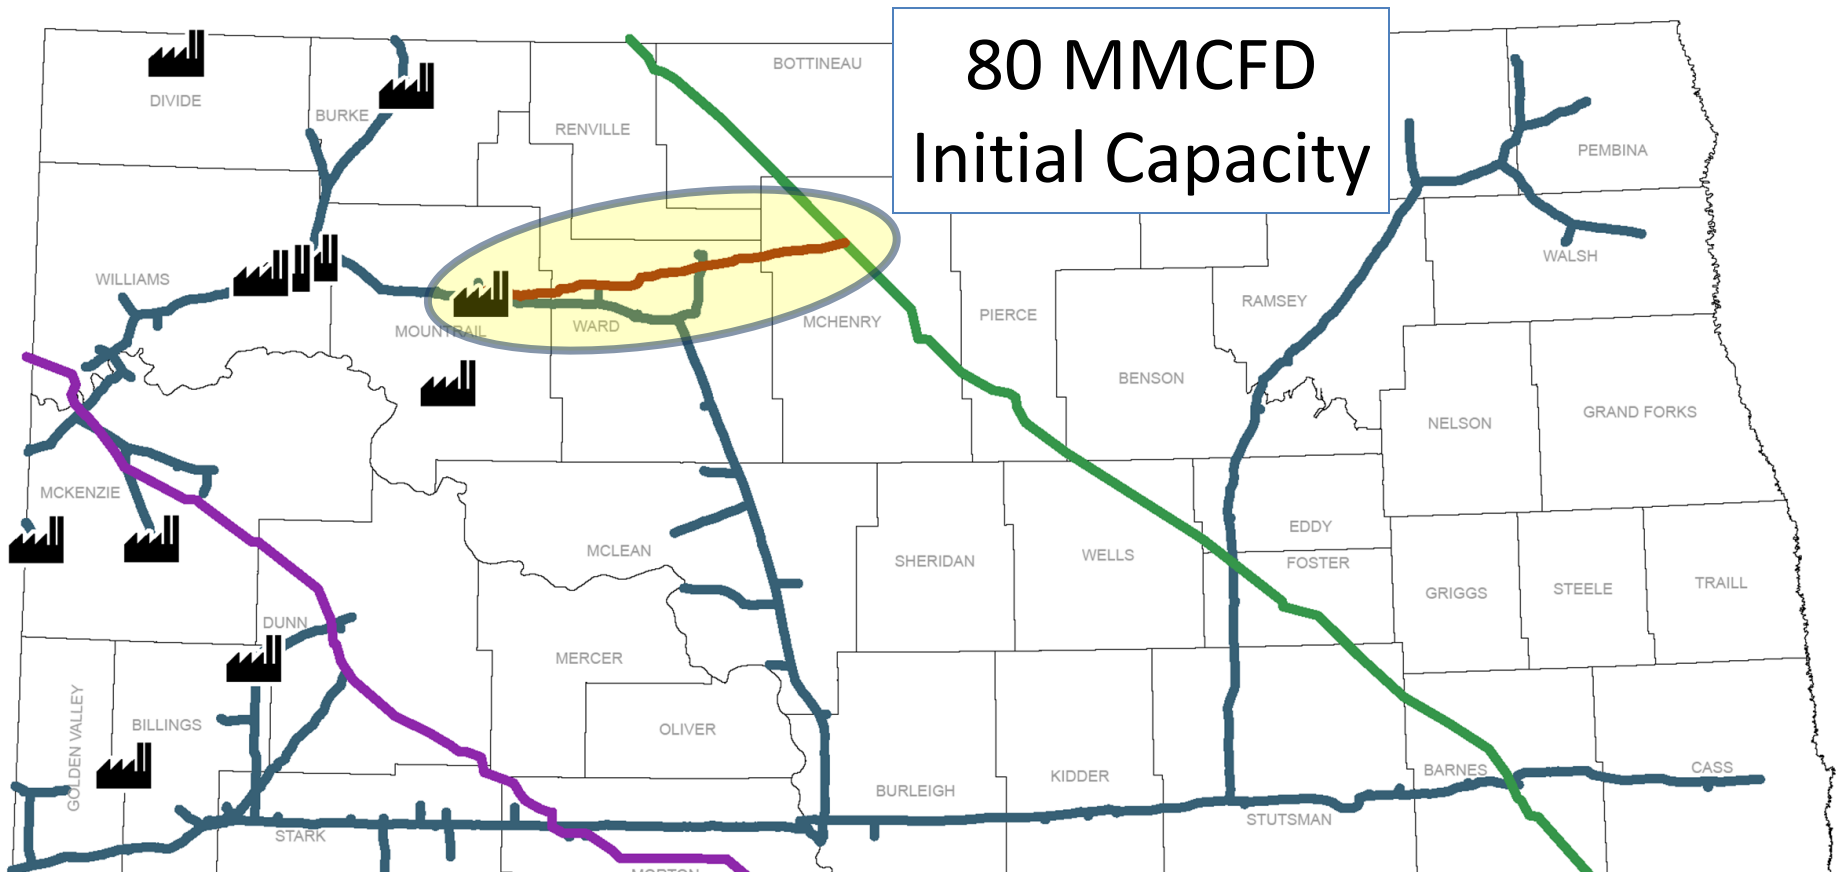 80 MMCFD
Initial Capacity
BOTTINEAU
DIVIDE
BURKE
RENVILLE
PEMBINA
WALSH
WILLIAMS
MOUNTRAIL
WARD
MCHENRY
PIERCE
RAMSEY
BENSON
NELSON
GRAND FORKS
MCKENZIE
MCLEAN
SHERIDAN
WELLS
EDDY
FOSTER
GRIGGS
STEELE
TRAILL
DUNN
MERCER
GOLDEN VALLEY
BILLINGS
OLIVER
BURLEIGH
KIDDER
BARNES
CASS
STARK
STUTSMAN
MORTON